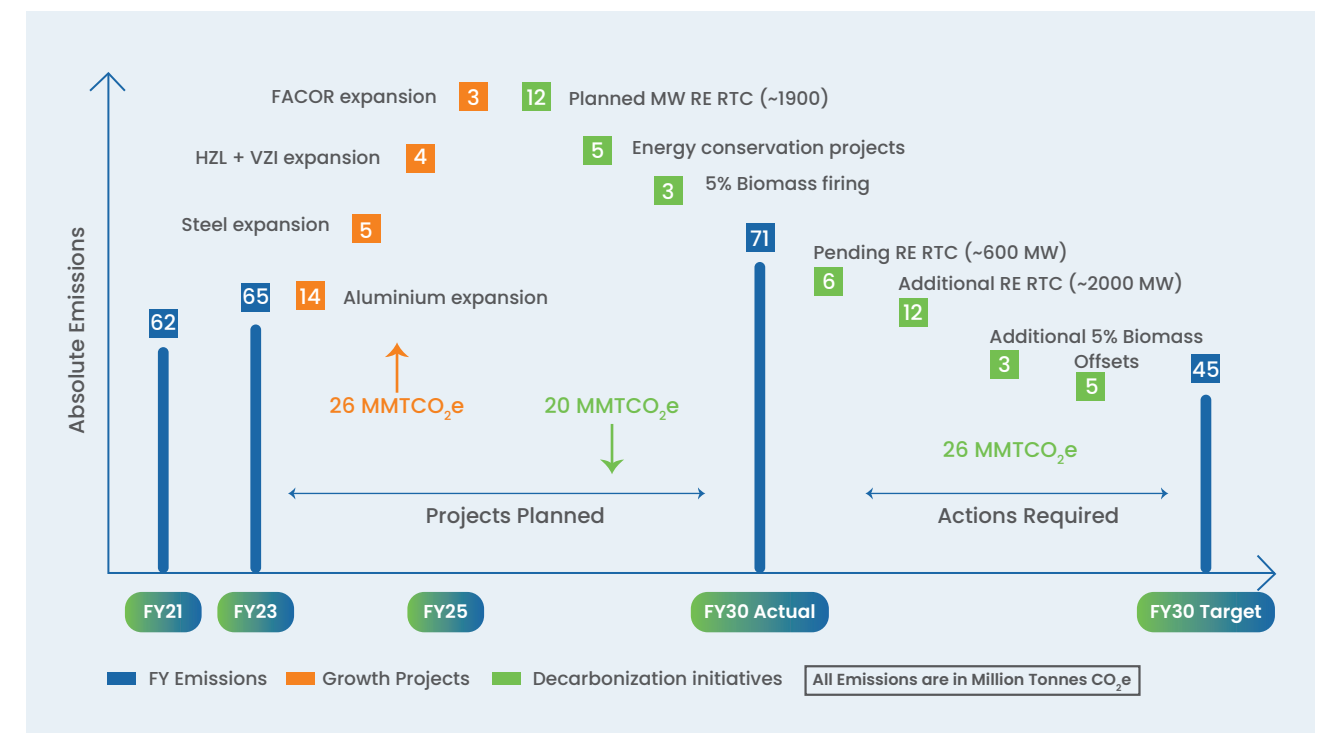 FACOR expansion 3
12 Planned MW RE RTC (~1900)
HZL + VZI expansion 4
5 Energy conservation projects
3 5% Biomass firing
Steel expansion 5
71
Pending RE RTC (~600 MW)
6
Additional RE RTC (~2000 MW)
12
62
65
14 Aluminium expansion
Additional 5% Biomass
3
Offsets
5
45
Absolute Emissions
26 MMTCO2e
20 MMTCO2e
26 MMTCO2e
Projects Planned
Actions Required
FY21
FY23
FY25
FY30 Actual
FY30 Target
FY Emissions
Growth Projects
Decarbonization initiatives
All Emissions are in Million Tonnes CO2e